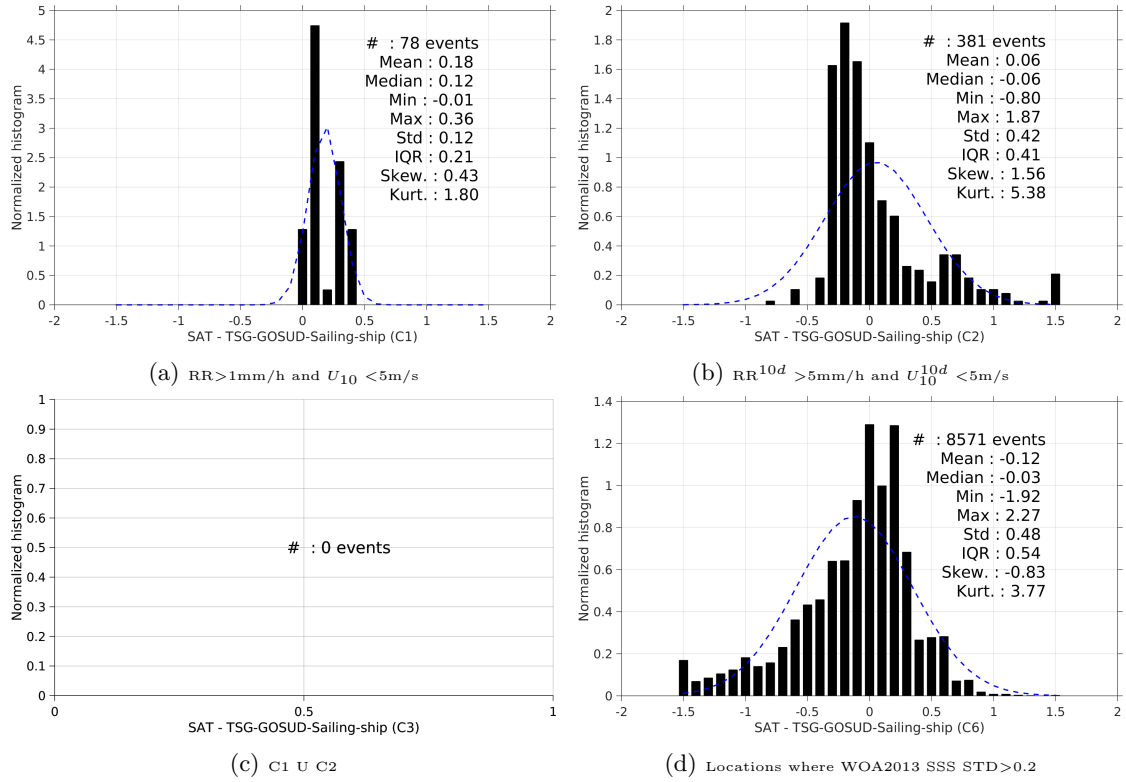 Normalized histogram
5
4.5
4
3.5
3
2.5
2
1.5
1
0.5
0
# : 78 events
Mean : 0.18
Median : 0.12
Min : -0.01
Max : 0.36
Std : 0.12
IQR : 0.21
Skew. : 0.43
Kurt. : 1.80
-2 -1.5 -1 -0.5 0 0.5 1 1.5 2
SAT - TSG-GOSUD-Sailing-ship (C1)
(a) RR>1mm/h and U10 <5m/s
Normalized histogram
2
1.8
1.6
1.4
1.2
1
0.8
0.6
0.4
0.2
0
# : 381 events
Mean : 0.06
Median : -0.06
Min : -0.80
Max : 1.87
Std : 0.42
IQR : 0.41
Skew. : 1.56
Kurt. : 5.38
-2 -1.5 -1 -0.5 0 0.5 1 1.5 2
SAT - TSG-GOSUD-Sailing-ship (C2)
(b) RR10d >5mm/h and U10 10d <5m/s
Normalized histogram
1
0.9
0.8
0.7
0.6
0.5
0.4
0.3
0.2
0.1
0
# : 0 events
0 0.5 1
SAT - TSG-GOSUD-Sailing-ship (C3)
(c) C1 U C2
Normalized histogram
1.4
1.2
1
0.8
0.6
0.4
0.2
0
# : 8571 events
Mean : -0.12
Median : -0.03
Min : -1.92
Max : 2.27
Std : 0.48
IQR : 0.54
Skew. : -0.83
Kurt. : 3.77
-2 -1.5 -1 -0.5 0 0.5 1 1.5 2
SAT - TSG-GOSUD-Sailing-ship (C6)
(d) Locations where WOA2013 SSS STD>0.2